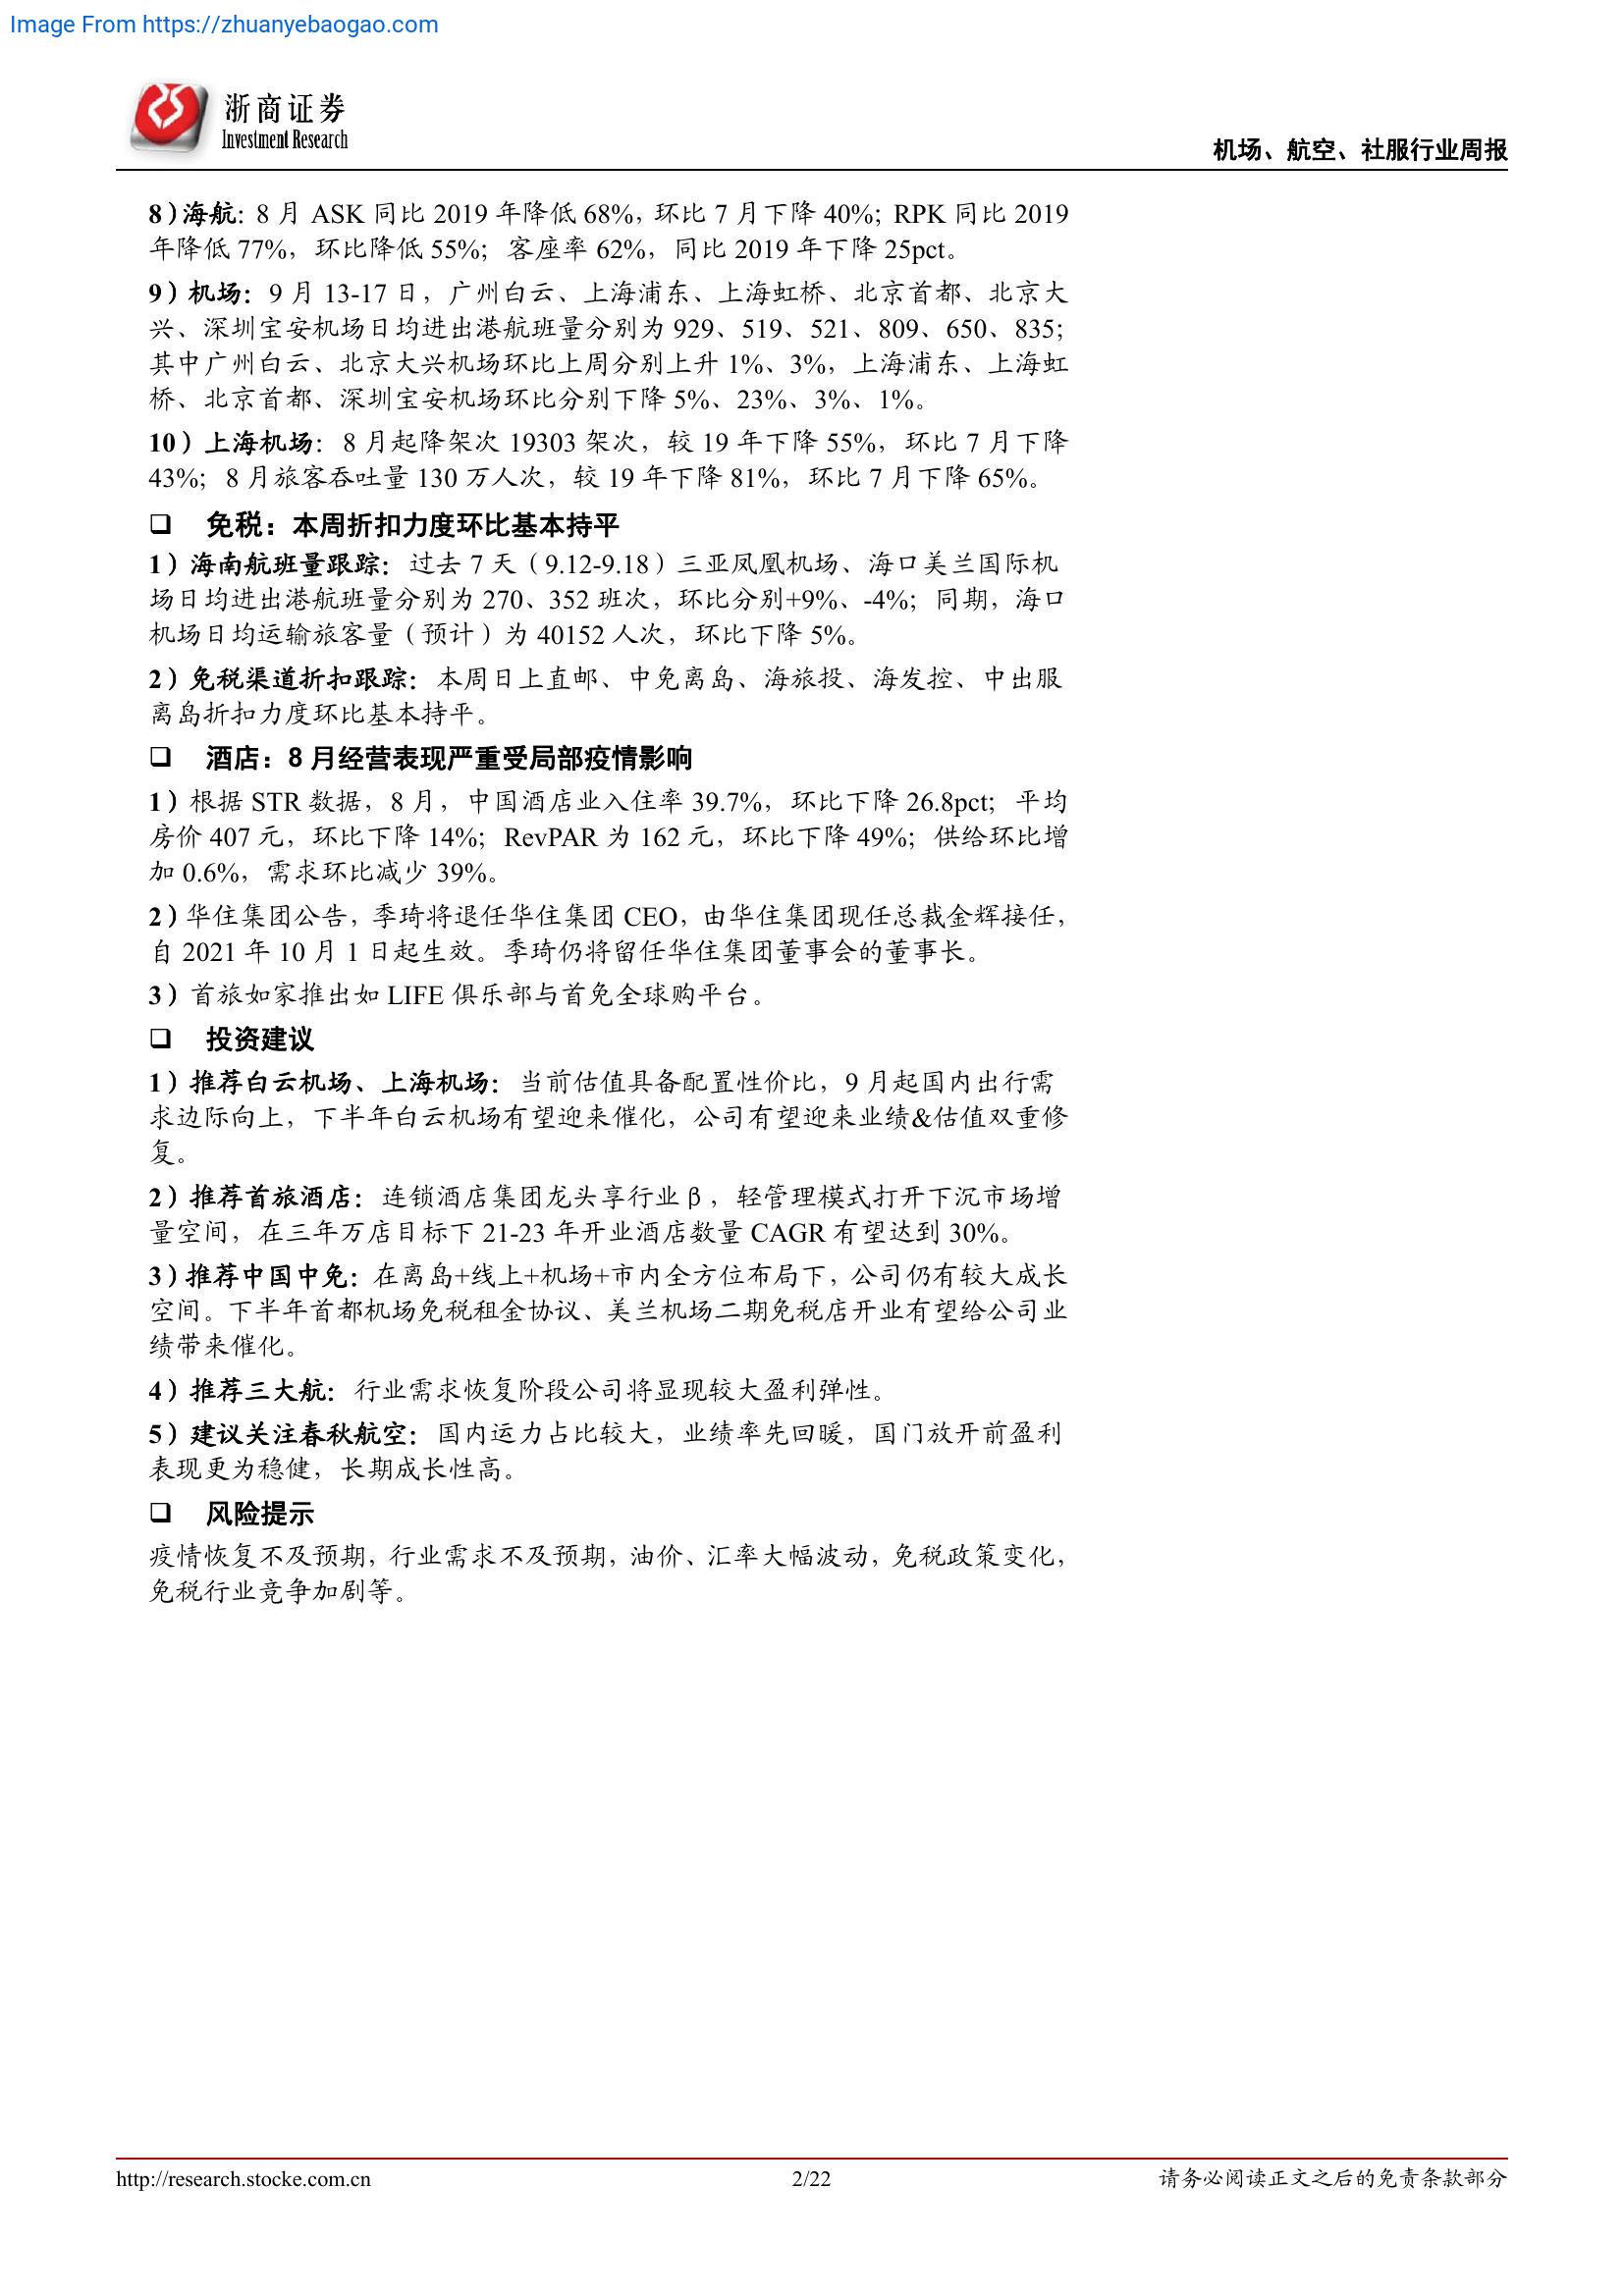 Image From https://zhuanyebaogao.com
浙商证券
Investment Research
机场、航空、社服行业周报
8）海航：8 月 ASK 同比 2019 年降低 68%，环比 7 月下降 40%；RPK 同比 2019
年降低 77%，环比降低 55%；客座率 62%，同比 2019 年下降 25pct。
9）机场：9 月 13-17 日，广州白云、上海浦东、上海虹桥、北京首都、北京大
兴、深圳宝安机场日均进出港航班量分别为 929、519、521、809、650、835；
其中广州白云、北京大兴机场环比上周分别上升 1%、3%，上海浦东、上海虹
桥、北京首都、深圳宝安机场环比分别下降 5%、23%、3%、1%。
10）上海机场：8 月起降架次 19303 架次，较 19 年下降 55%，环比 7 月下降
43%；8 月旅客吞吐量 130 万人次，较 19 年下降 81%，环比 7 月下降 65%。
❑ 免税：本周折扣力度环比基本持平
1）海南航班量跟踪：过去 7 天（9.12-9.18）三亚凤凰机场、海口美兰国际机
场日均进出港航班量分别为 270、352 班次，环比分别+9%、-4%；同期，海口
机场日均运输旅客量（预计）为 40152 人次，环比下降 5%。
2）免税渠道折扣跟踪：本周日上直邮、中免离岛、海旅投、海发控、中出服
离岛折扣力度环比基本持平。
❑ 酒店：8 月经营表现严重受局部疫情影响
1）根据 STR 数据，8 月，中国酒店业入住率 39.7%，环比下降 26.8pct；平均
房价 407 元，环比下降 14%；RevPAR 为 162 元，环比下降 49%；供给环比增
加 0.6%，需求环比减少 39%。
2）华住集团公告，季琦将退任华住集团 CEO，由华住集团现任总裁金辉接任，
自 2021 年 10 月 1 日起生效。季琦仍将留任华住集团董事会的董事长。
3）首旅如家推出如 LIFE 俱乐部与首免全球购平台。
❑ 投资建议
1）推荐白云机场、上海机场：当前估值具备配置性价比，9 月起国内出行需
求边际向上，下半年白云机场有望迎来催化，公司有望迎来业绩&估值双重修
复。
2）推荐首旅酒店：连锁酒店集团龙头享行业 β，轻管理模式打开下沉市场增
量空间，在三年万店目标下 21-23 年开业酒店数量 CAGR 有望达到 30%。
3）推荐中国中免：在离岛+线上+机场+市内全方位布局下，公司仍有较大成长
空间。下半年首都机场免税租金协议、美兰机场二期免税店开业有望给公司业
绩带来催化。
4）推荐三大航：行业需求恢复阶段公司将显现较大盈利弹性。
5）建议关注春秋航空：国内运力占比较大，业绩率先回暖，国门放开前盈利
表现更为稳健，长期成长性高。
❑ 风险提示
疫情恢复不及预期，行业需求不及预期，油价、汇率大幅波动，免税政策变化，
免税行业竞争加剧等。
http://research.stocke.com.cn
2/22
请务必阅读正文之后的免责条款部分